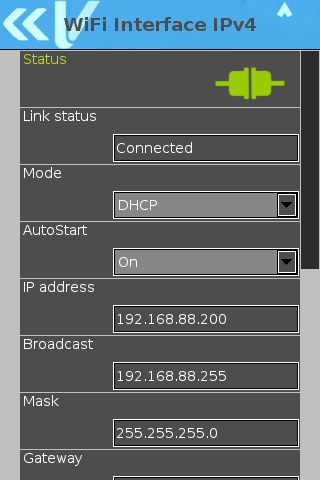 WiFi Interface IPv4
Status
Link status
Connected
Mode
DHCP
AutoStart
On
IP address
192.168.88.200
Broadcast
192.168.88.255
Mask
255.255.255.0
Gateway